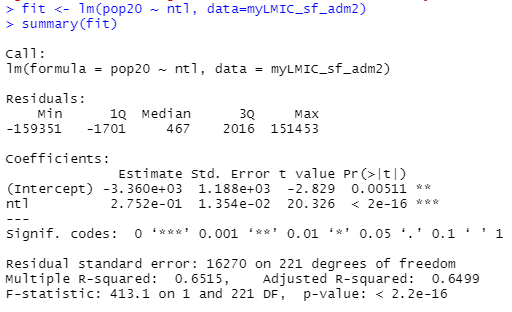 > fit <- lm(pop20 ~ ntl, data=myLMIC_sf_adm2)
> summary(fit)
Call:
lm(formula = pop20 ~ ntl, data = myLMIC_sf_adm2)
Residuals:
    Min      1Q  Median      3Q     Max
-159351   -1701     467    2016  151453
Coefficients:
              Estimate Std. Error t value Pr(>|t|)
(Intercept) -3.360e+03  1.188e+03  -2.829  0.00511 **
ntl          2.752e-01  1.354e-02  20.326  < 2e-16 ***
---
Signif. codes:  0 ‘***’ 0.001 ‘**’ 0.01 ‘*’ 0.05 ‘.’ 0.1 ‘ ’ 1
Residual standard error: 16270 on 221 degrees of freedom
Multiple R-squared:  0.6515,	Adjusted R-squared:  0.6499
F-statistic: 413.1 on 1 and 221 DF,  p-value: < 2.2e-16